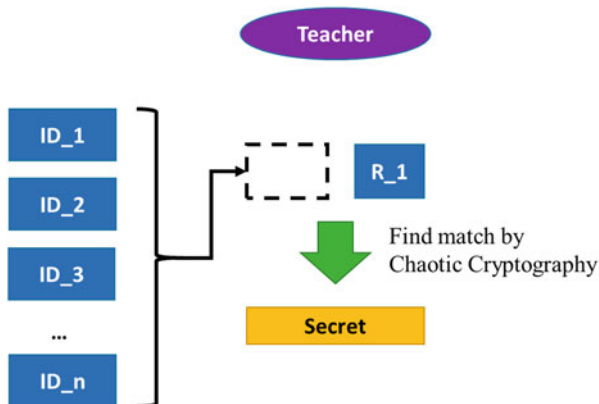 Teacher
ID_1
R_1
ID_2
Find match by
Chaotic Cryptography
ID_3
Secret
...
ID_n